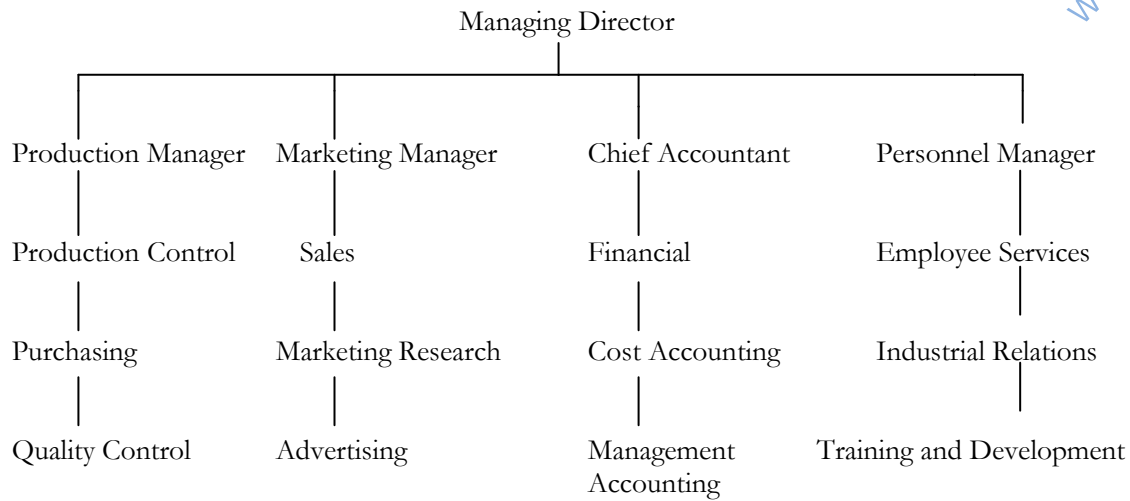 Managing Director
Production Manager Marketing Manager Chief Accountant Personnel Manager
Production Control Sales Financial Employee Services
Purchasing Marketing Research Cost Accounting Industrial Relations
Quality Control Advertising Management Training and Development
Accounting